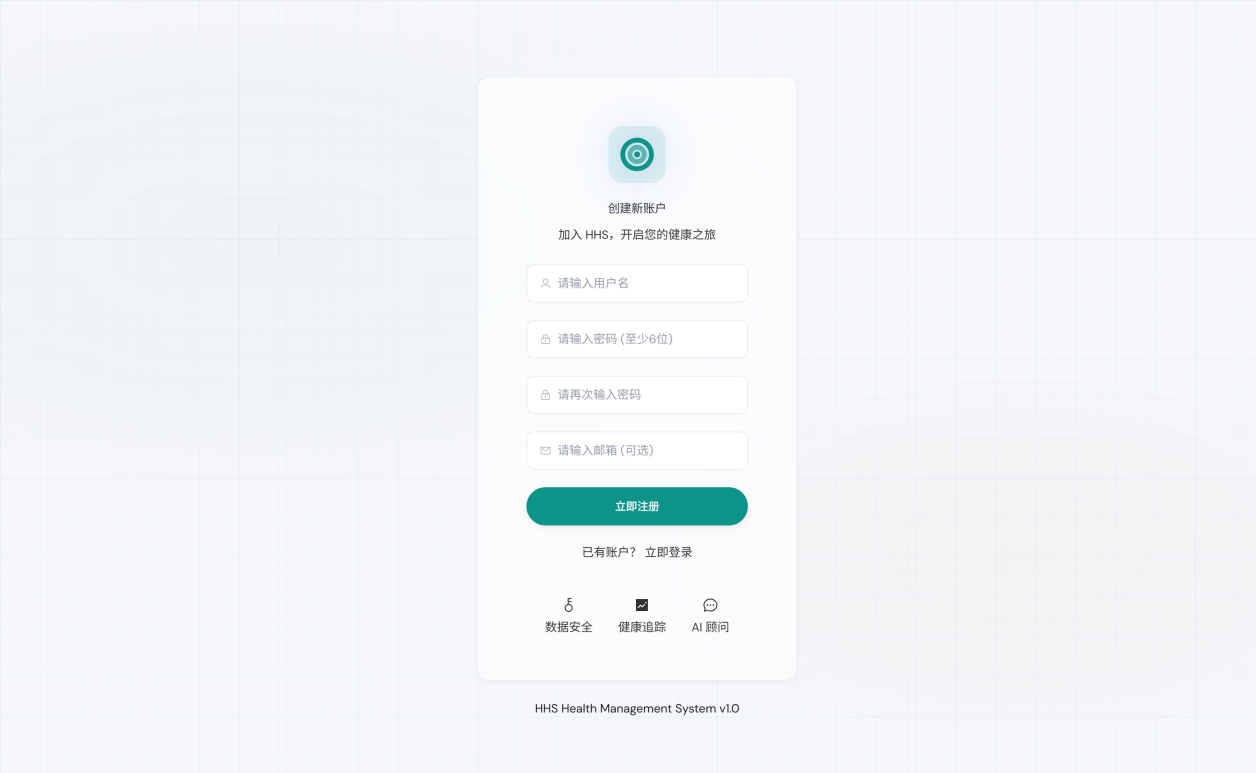 创建新账户
加入 HHS，开启您的健康之旅
请输入用户名
请输入密码 (至少6位)
请再次输入密码
请输入邮箱 (可选)
立即注册
已有账户？ 立即登录
数据安全 健康追踪 AI 顾问
HHS Health Management System v1.0